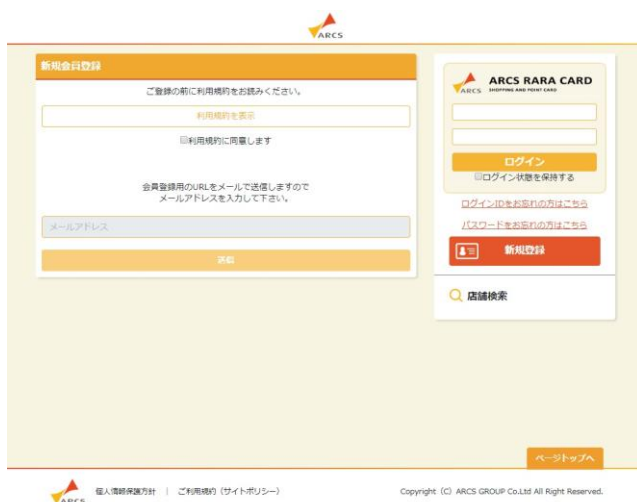 ARCS
新規会員登録
ご登録の前に利用規約をお読みください。
利用規約を表示
利用規約に同意します
会員登録用のURLをメールで送信しますので
メールアドレスを入力して下さい。
メールアドレス
送信
ARCS
ARCS RARA CARD
SHOPPING AND POINT CARD
ログイン
ログイン状態を保持する
ログインIDをお忘れの方はこちら
パスワードをお忘れの方はこちら
新規登録
店舗検索
ページトップへ
ARCS
個人情報保護方針 | ご利用規約（サイトポリシー）
Copyright（C）ARCS GROUP Co.Ltd All Right Reserved.